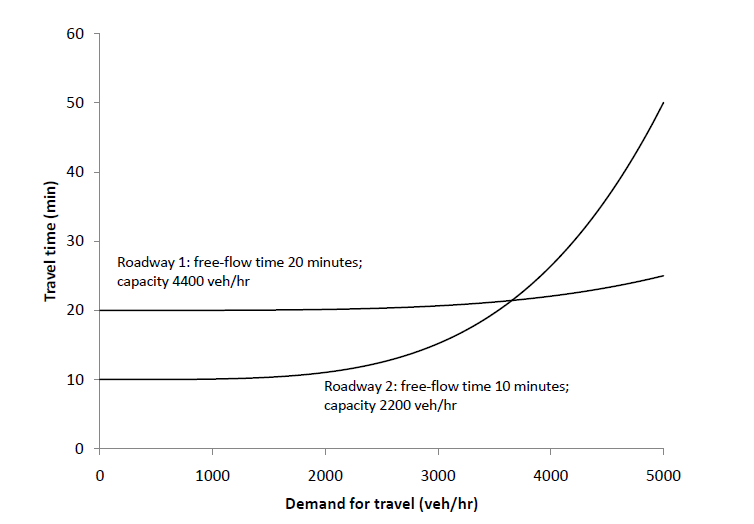 60
50
40
30
20
10
0
Travel time (min)
Roadway 1: free-flow time 20 minutes;
capacity 4400 veh/hr
Roadway 2: free-flow time 10 minutes;
capacity 2200 veh/hr
0 1000 2000 3000 4000 5000
Demand for travel (veh/hr)